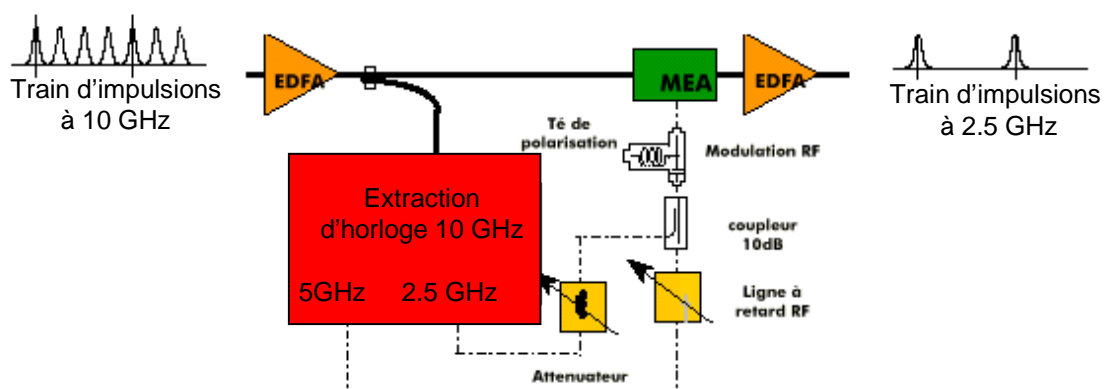 Train d'impulsions
à 10 GHz
EDFA
MEA
EDFA
Train d'impulsions
à 2.5 GHz
Té de
polarisation
Modulation RF
Extraction
d'horloge 10 GHz
5GHz
2.5 GHz
coupleur
10dB
Ligne à
retard RF
Attenuateur